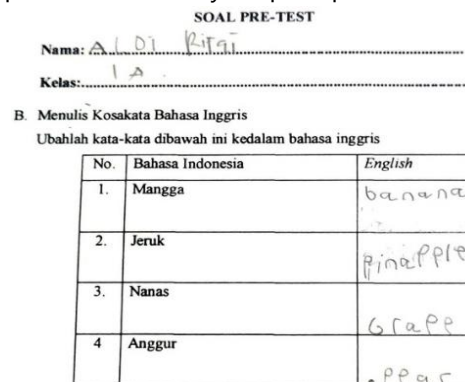 SOAL PRE-TEST
Nama: ALDI
Kelas: 1 A
B. Menulis Kosakata Bahasa Inggris
Ubahlah kata-kata dibawah ini kedalam bahasa inggris
No. Bahasa Indonesia English
1. Mangga banana
2. Jeruk pinapple
3. Nanas Grape
4 Anggur